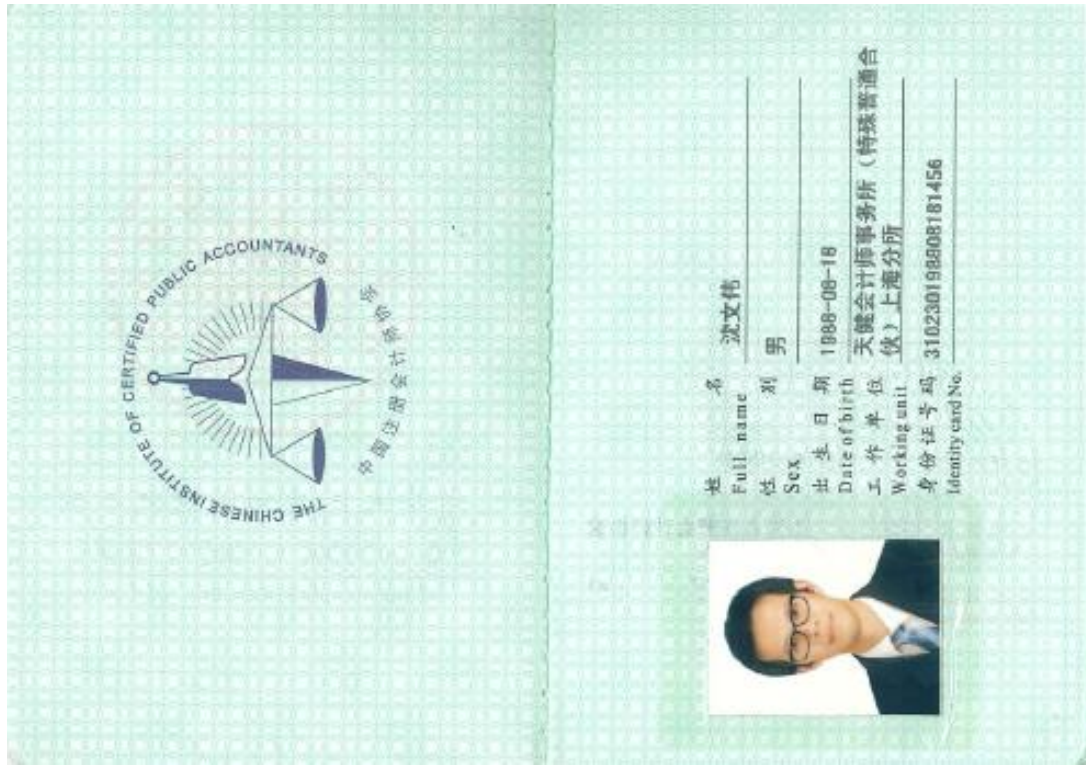 THE CHINESE INSTITUTE OF CERTIFIED PUBLIC ACCOUNTANTS
中国注册会计师协会
姓 名 沈文伟
Full name
性 别 男
Sex
出 生 日 期 1988-08-18
Date of birth
工 作 单 位 天健会计师事务所（特殊普通合
Working unit 伙）上海分所
身份证号码 310230198808181456
Identity card No.